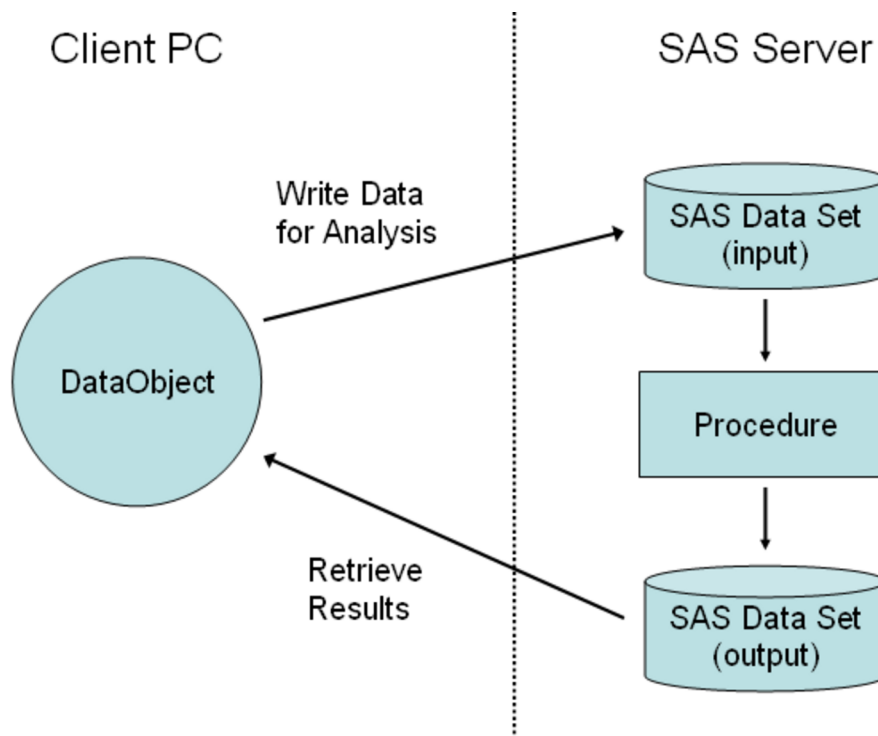 Client PC
SAS Server
Write Data
for Analysis
SAS Data Set
(input)
DataObject
Procedure
Retrieve
Results
SAS Data Set
(output)